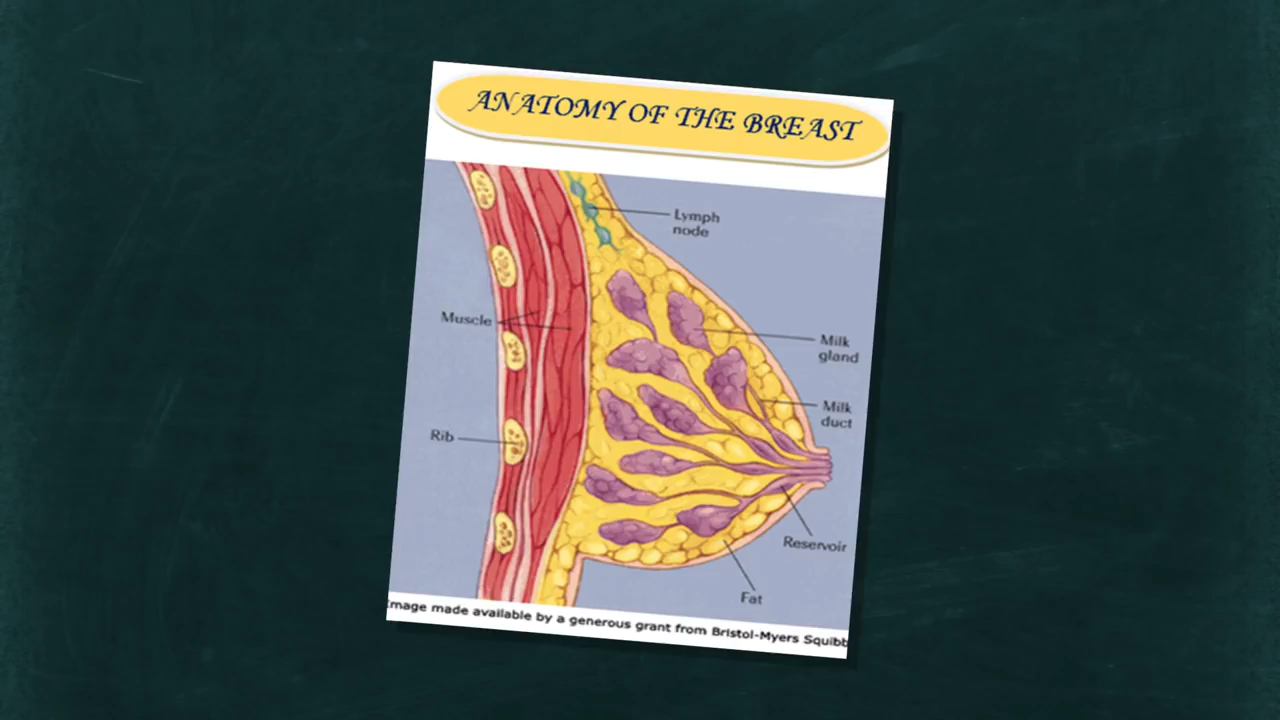 ANATOMY OF THE BREAST
Lymph
node
Muscle
Milk
gland
Milk
duct
Rib
Reservoir
Fat
Image made available by a generous grant from Bristol-Myers Squibb